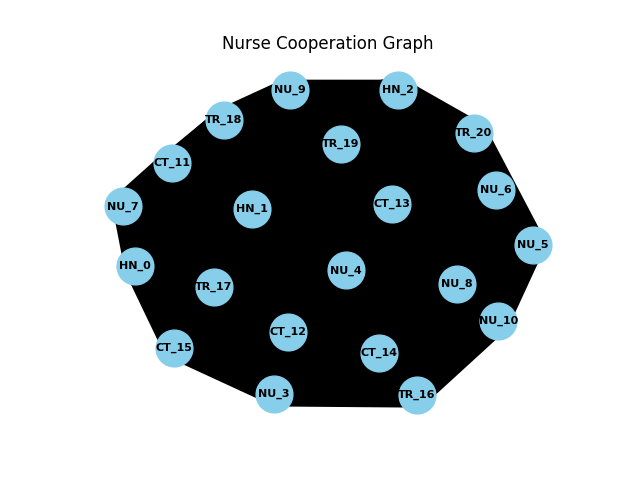 Nurse Cooperation Graph
NU_9
HN_2
TR_18
TR_20
TR_19
CT_11
NU_6
NU_7
HN_1
CT_13
NU_5
HN_0
NU_4
TR_17
NU_8
NU_10
CT_12
CT_15
CT_14
NU_3
TR_16